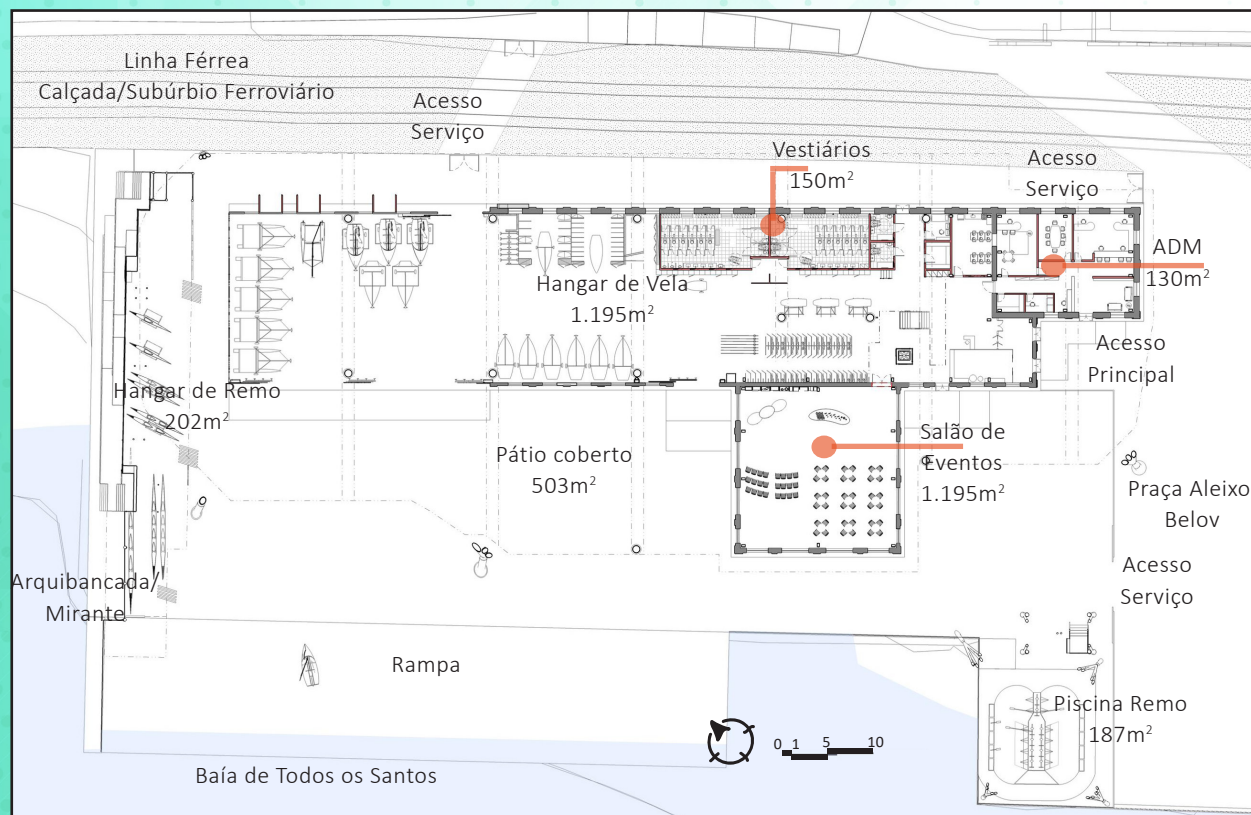 Linha Férrea
Calçada/Subúrbio Ferroviário
Acesso
Serviço
Vestiários
150m²
Acesso
Serviço
ADM
130m²
Hangar de Vela
1.195m²
Acesso
Principal
Hangar de Remo
202m²
Pátio coberto
503m²
Salão de
Eventos
1.195m²
Praça Aleixo
Belov
Acesso
Serviço
Arquibancada/
Mirante
Rampa
Piscina Remo
187m²
0 1 5 10
Baía de Todos os Santos